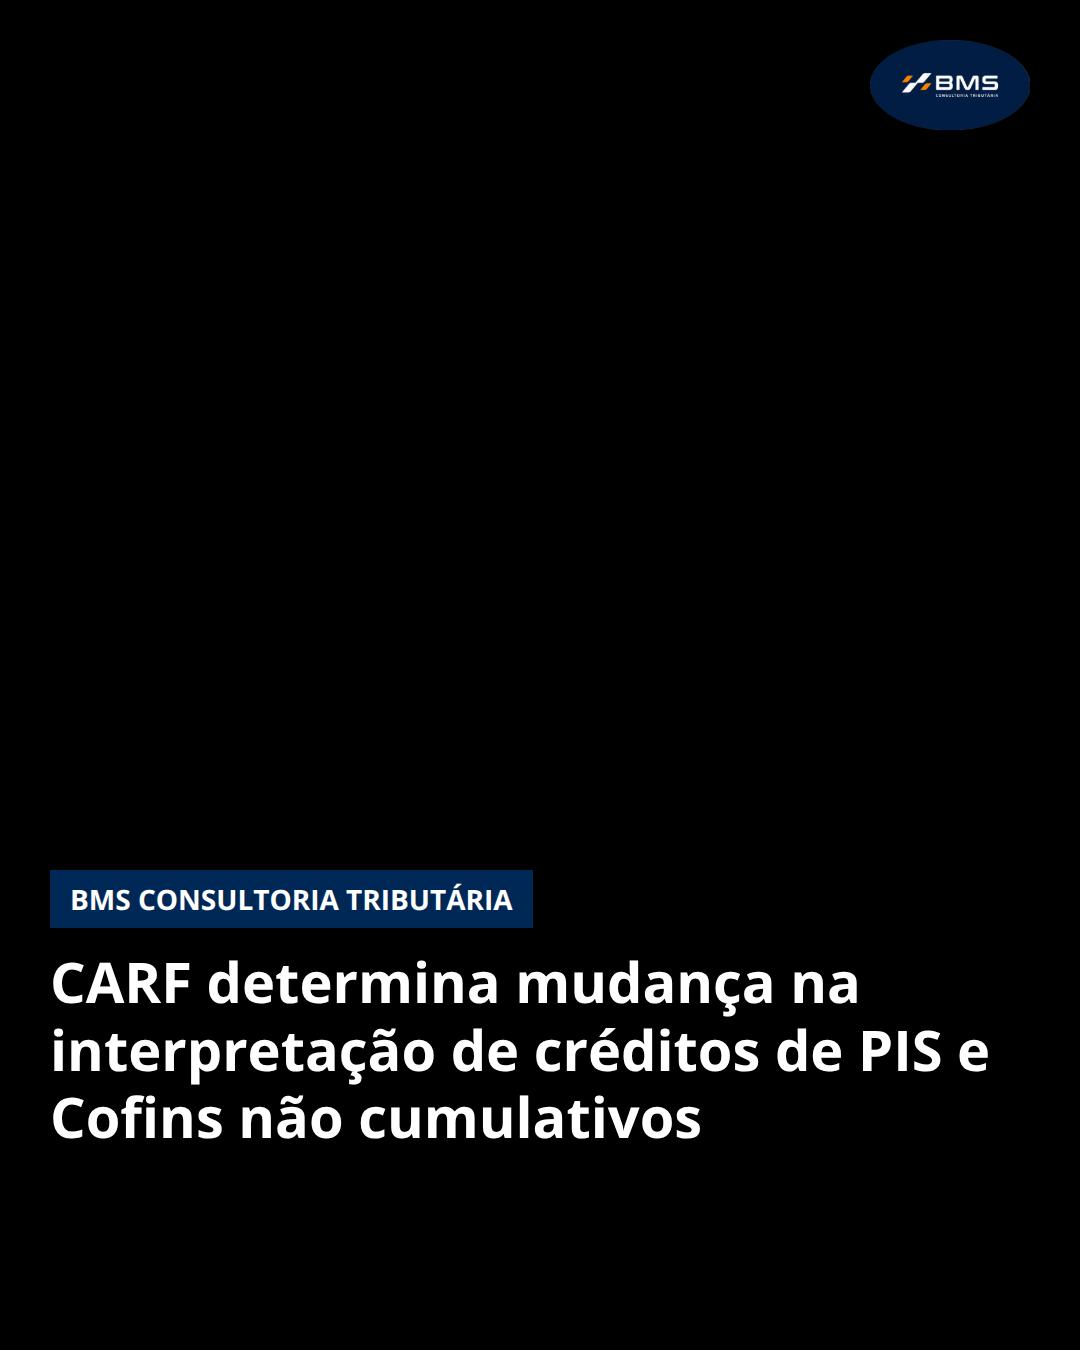 BMS
CONSULTORIA TRIBUTÁRIA
BMS CONSULTORIA TRIBUTÁRIA
CARF determina mudança na
interpretação de créditos de PIS e
Cofins não cumulativos